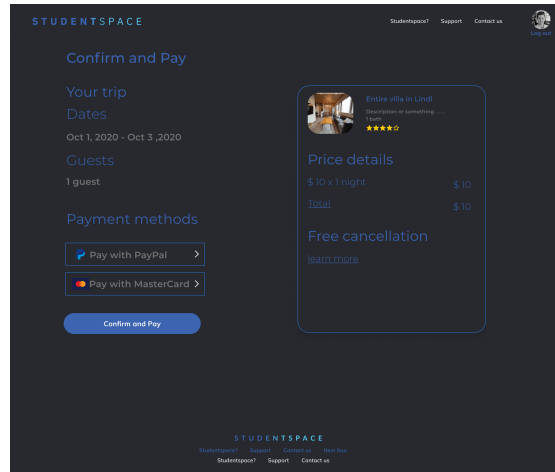 STUDENTSPACE
Studentspace? Support Contact us
Log out
Confirm and Pay
Your trip
Dates
Oct 1, 2020 - Oct 3 ,2020
Guests
1 guest
Payment methods
Pay with PayPal
Pay with MasterCard
Confirm and Pay
Entire villa in Lindi
Description or something . . . .
1 bath
Price details
$ 10 x 1 night $ 10
Total $ 10
Free cancellation
learn more
STUDENTSPACE
Studentspace? Support Contact us Item four
Studentspace? Support Contact us